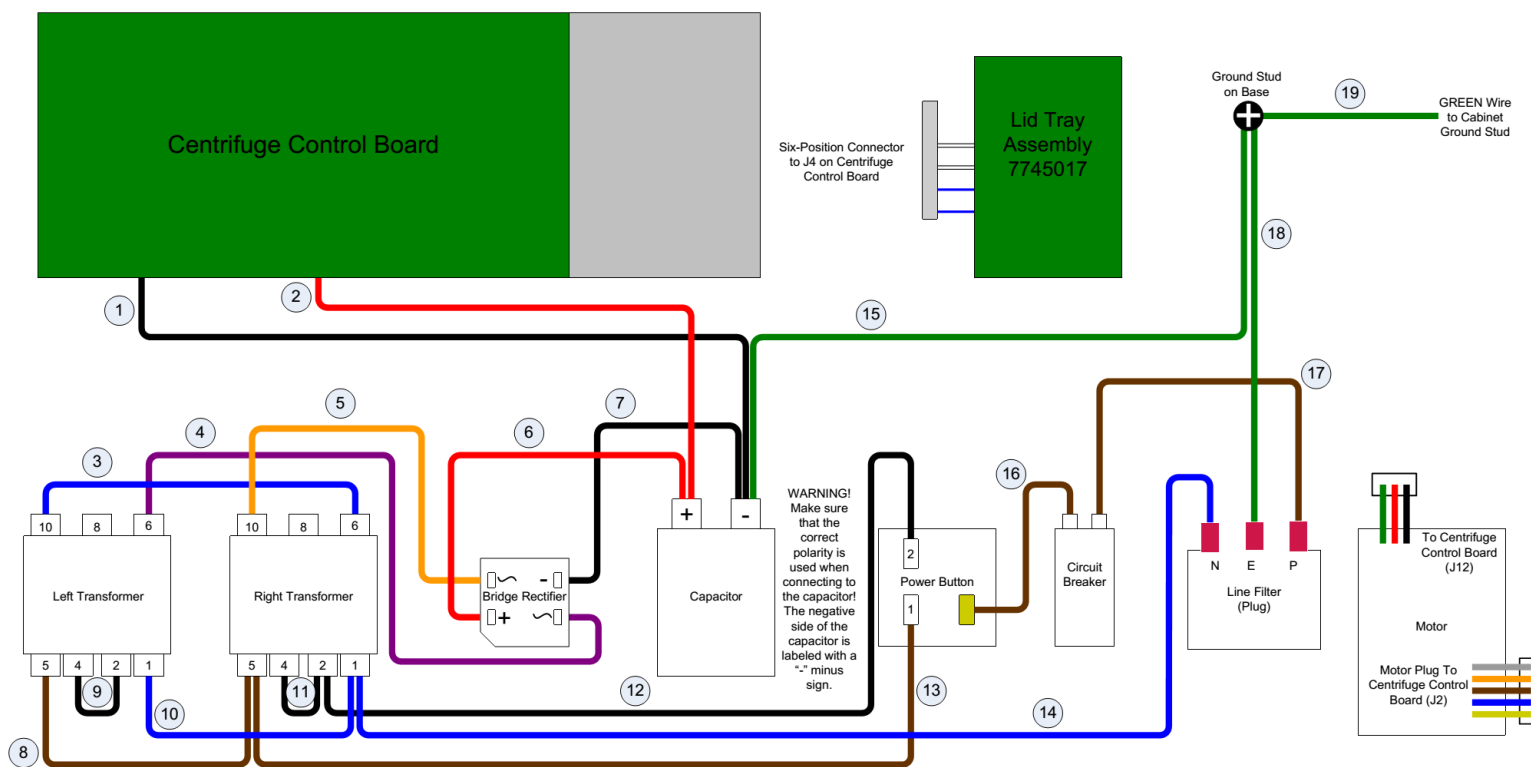 Centrifuge Control Board
Six-Position Connector
to J4 on Centrifuge
Control Board
Lid Tray
Assembly
7745017
Ground Stud
on Base
19
GREEN Wire
to Cabinet
Ground Stud
18
1
2
15
17
3
4
5
6
7
16
10
8
6
10
8
6
+
-
WARNING!
Make sure
that the
correct
polarity is
used when
connecting to
the capacitor!
The negative
side of the
capacitor is
labeled with a
“-” minus
sign.
Left Transformer
Right Transformer
-
Bridge Rectifier
+
Capacitor
2
Power Button
1
Circuit
Breaker
N
E
P
Line Filter
(Plug)
To Centrifuge
Control Board
(J12)
Motor
Motor Plug To
Centrifuge Control
Board (J2)
5
4
2
1
5
4
2
1
9
10
11
12
13
14
8